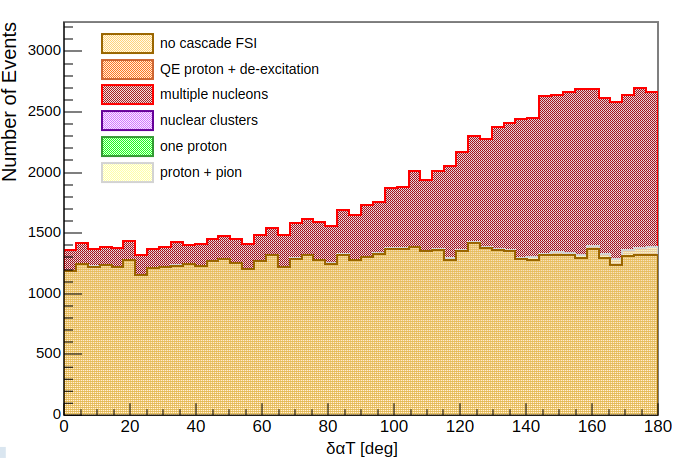 Number of Events
3000
2500
2000
1500
1000
500
0
no cascade FSI
QE proton + de-excitation
multiple nucleons
nuclear clusters
one proton
proton + pion
0 20 40 60 80 100 120 140 160 180
δαT [deg]